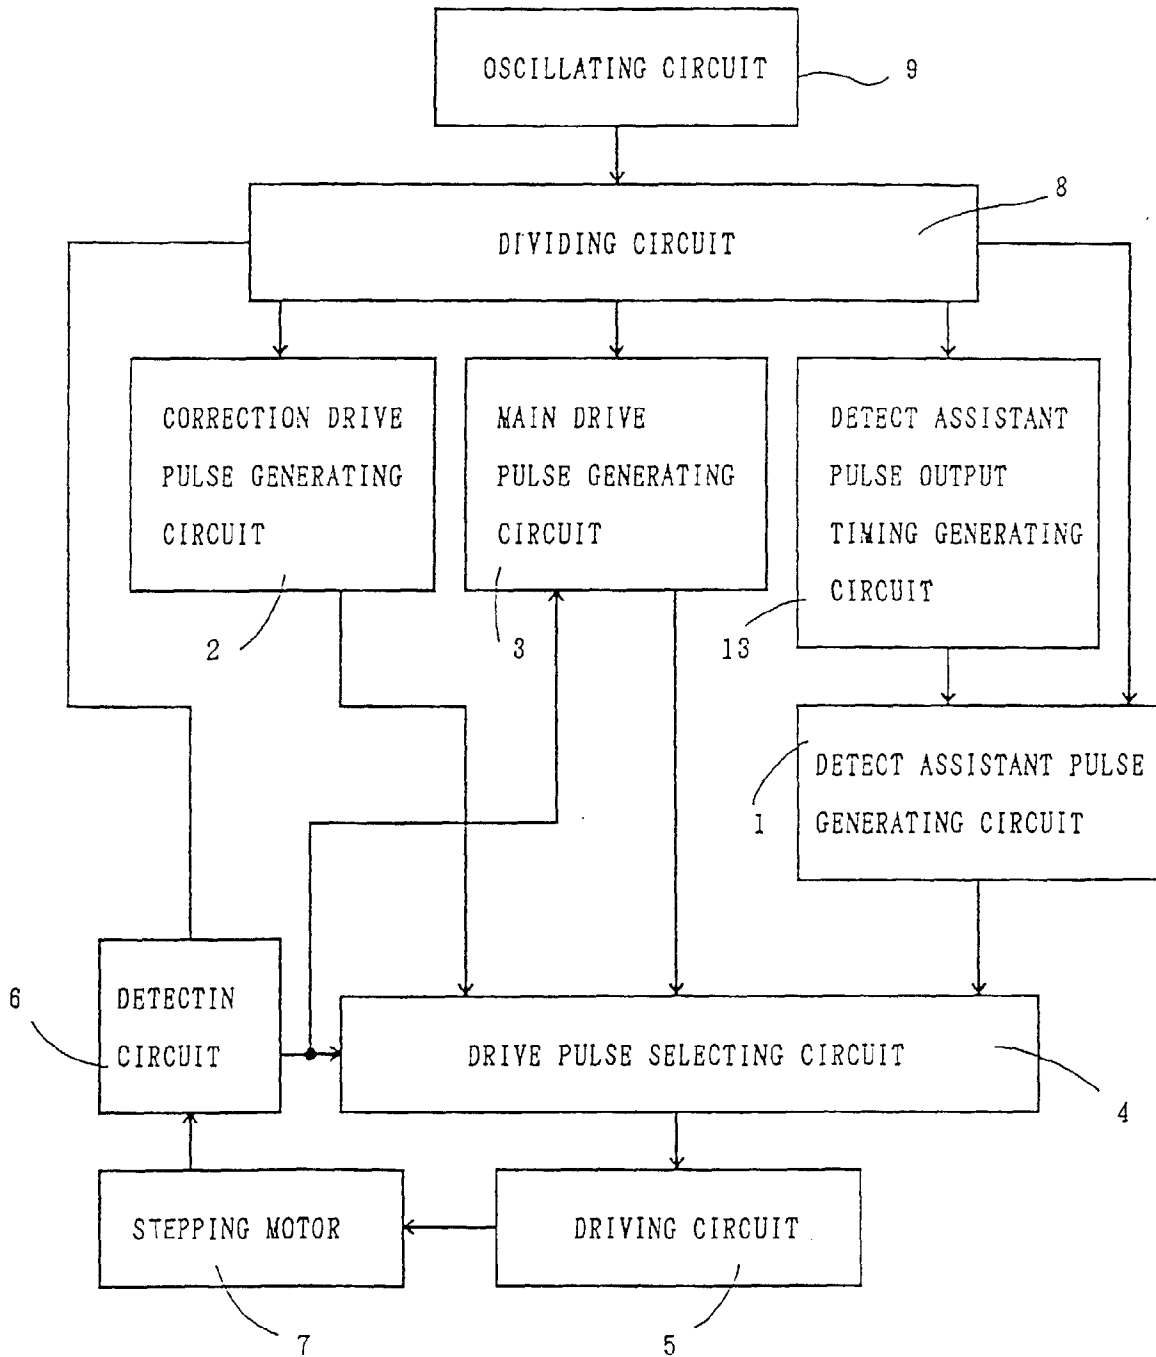 OSCILLATING CIRCUIT
9
8
DIVIDING CIRCUIT
CORRECTION DRIVE
PULSE GENERATING
CIRCUIT
2
MAIN DRIVE
PULSE GENERATING
CIRCUIT
3
DETECT ASSISTANT
PULSE OUTPUT
TIMING GENERATING
CIRCUIT
13
DETECT ASSISTANT PULSE
GENERATING CIRCUIT
1
6
DETECTIN
CIRCUIT
DRIVE PULSE SELECTING CIRCUIT
4
STEPPING MOTOR
7
DRIVING CIRCUIT
5